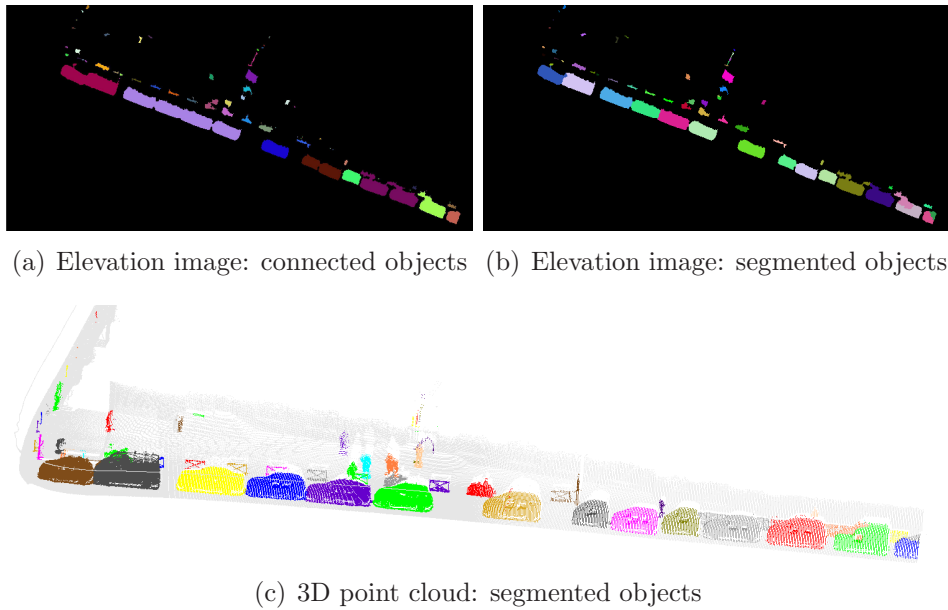 (a) Elevation image: connected objects
(b) Elevation image: segmented objects
(c) 3D point cloud: segmented objects